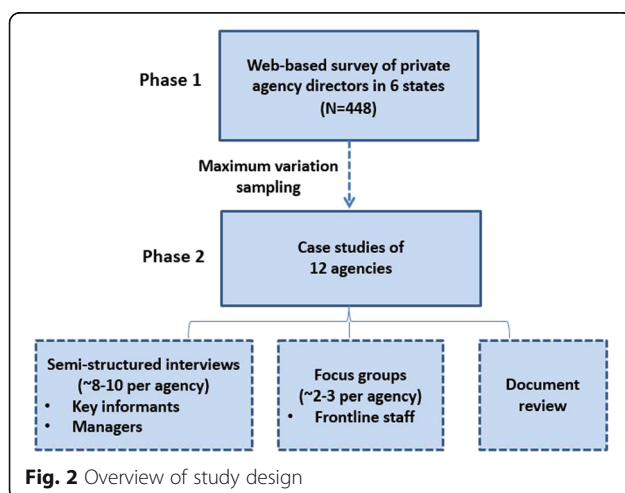 Phase 1
Web-based survey of private
agency directors in 6 states
(N=448)
Maximum variation
sampling
Phase 2
Case studies of
12 agencies
Semi-structured interviews
(~8-10 per agency)
• Key informants
• Managers
Focus groups
(~2-3 per agency)
• Frontline staff
Document
review
Fig. 2 Overview of study design